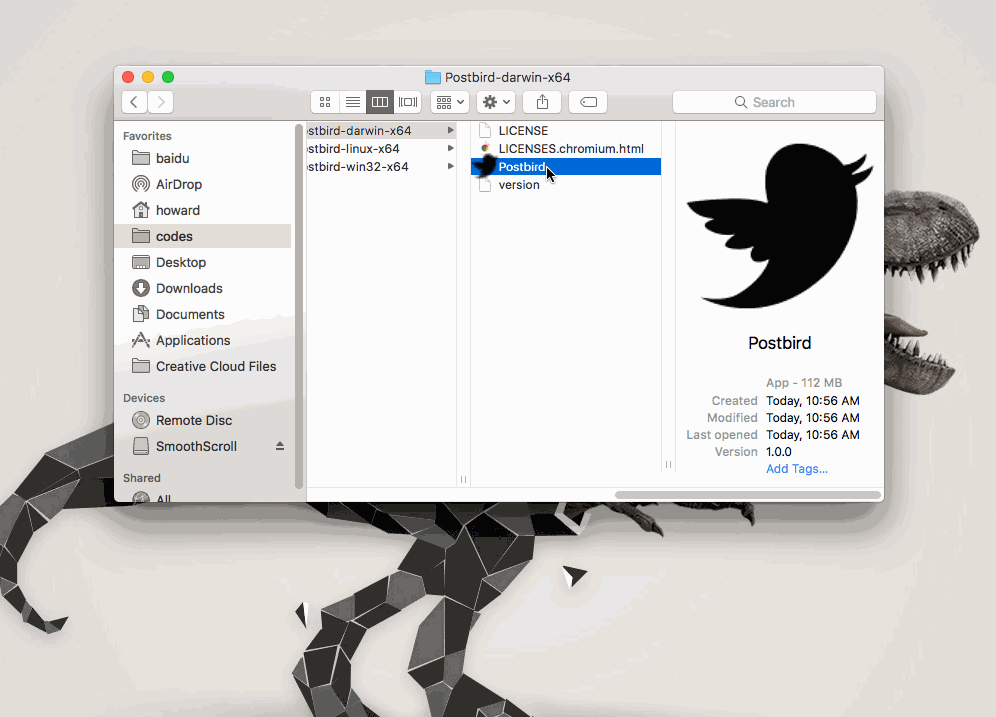 Postbird-darwin-x64
Search
Favorites
baidu
AirDrop
howard
codes
Desktop
Downloads
Documents
Applications
Creative Cloud Files
Devices
Remote Disc
SmoothScroll
Shared
All
ostbird-darwin-x64
ostbird-linux-x64
ostbird-win32-x64
LICENSE
LICENSES.chromium.html
Postbird
version
Postbird
App - 112 MB
Created Today, 10:56 AM
Modified Today, 10:56 AM
Last opened Today, 10:56 AM
Version 1.0.0
Add Tags...